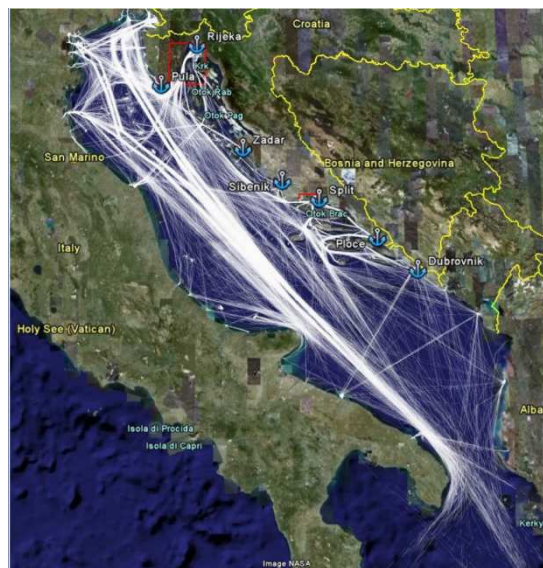 Croatia
Rijeka
Krk
Pula
Otok Rab
Otok Pag
Zadar
San Marino
Bosnia and Herzegovina
Sibenik
Split
Otok Brac
Italy
Ploce
Dubrovnik
Holy See (Vatican)
Alba
Isola di Procida
Isola di Capri
Kerky
Image NASA